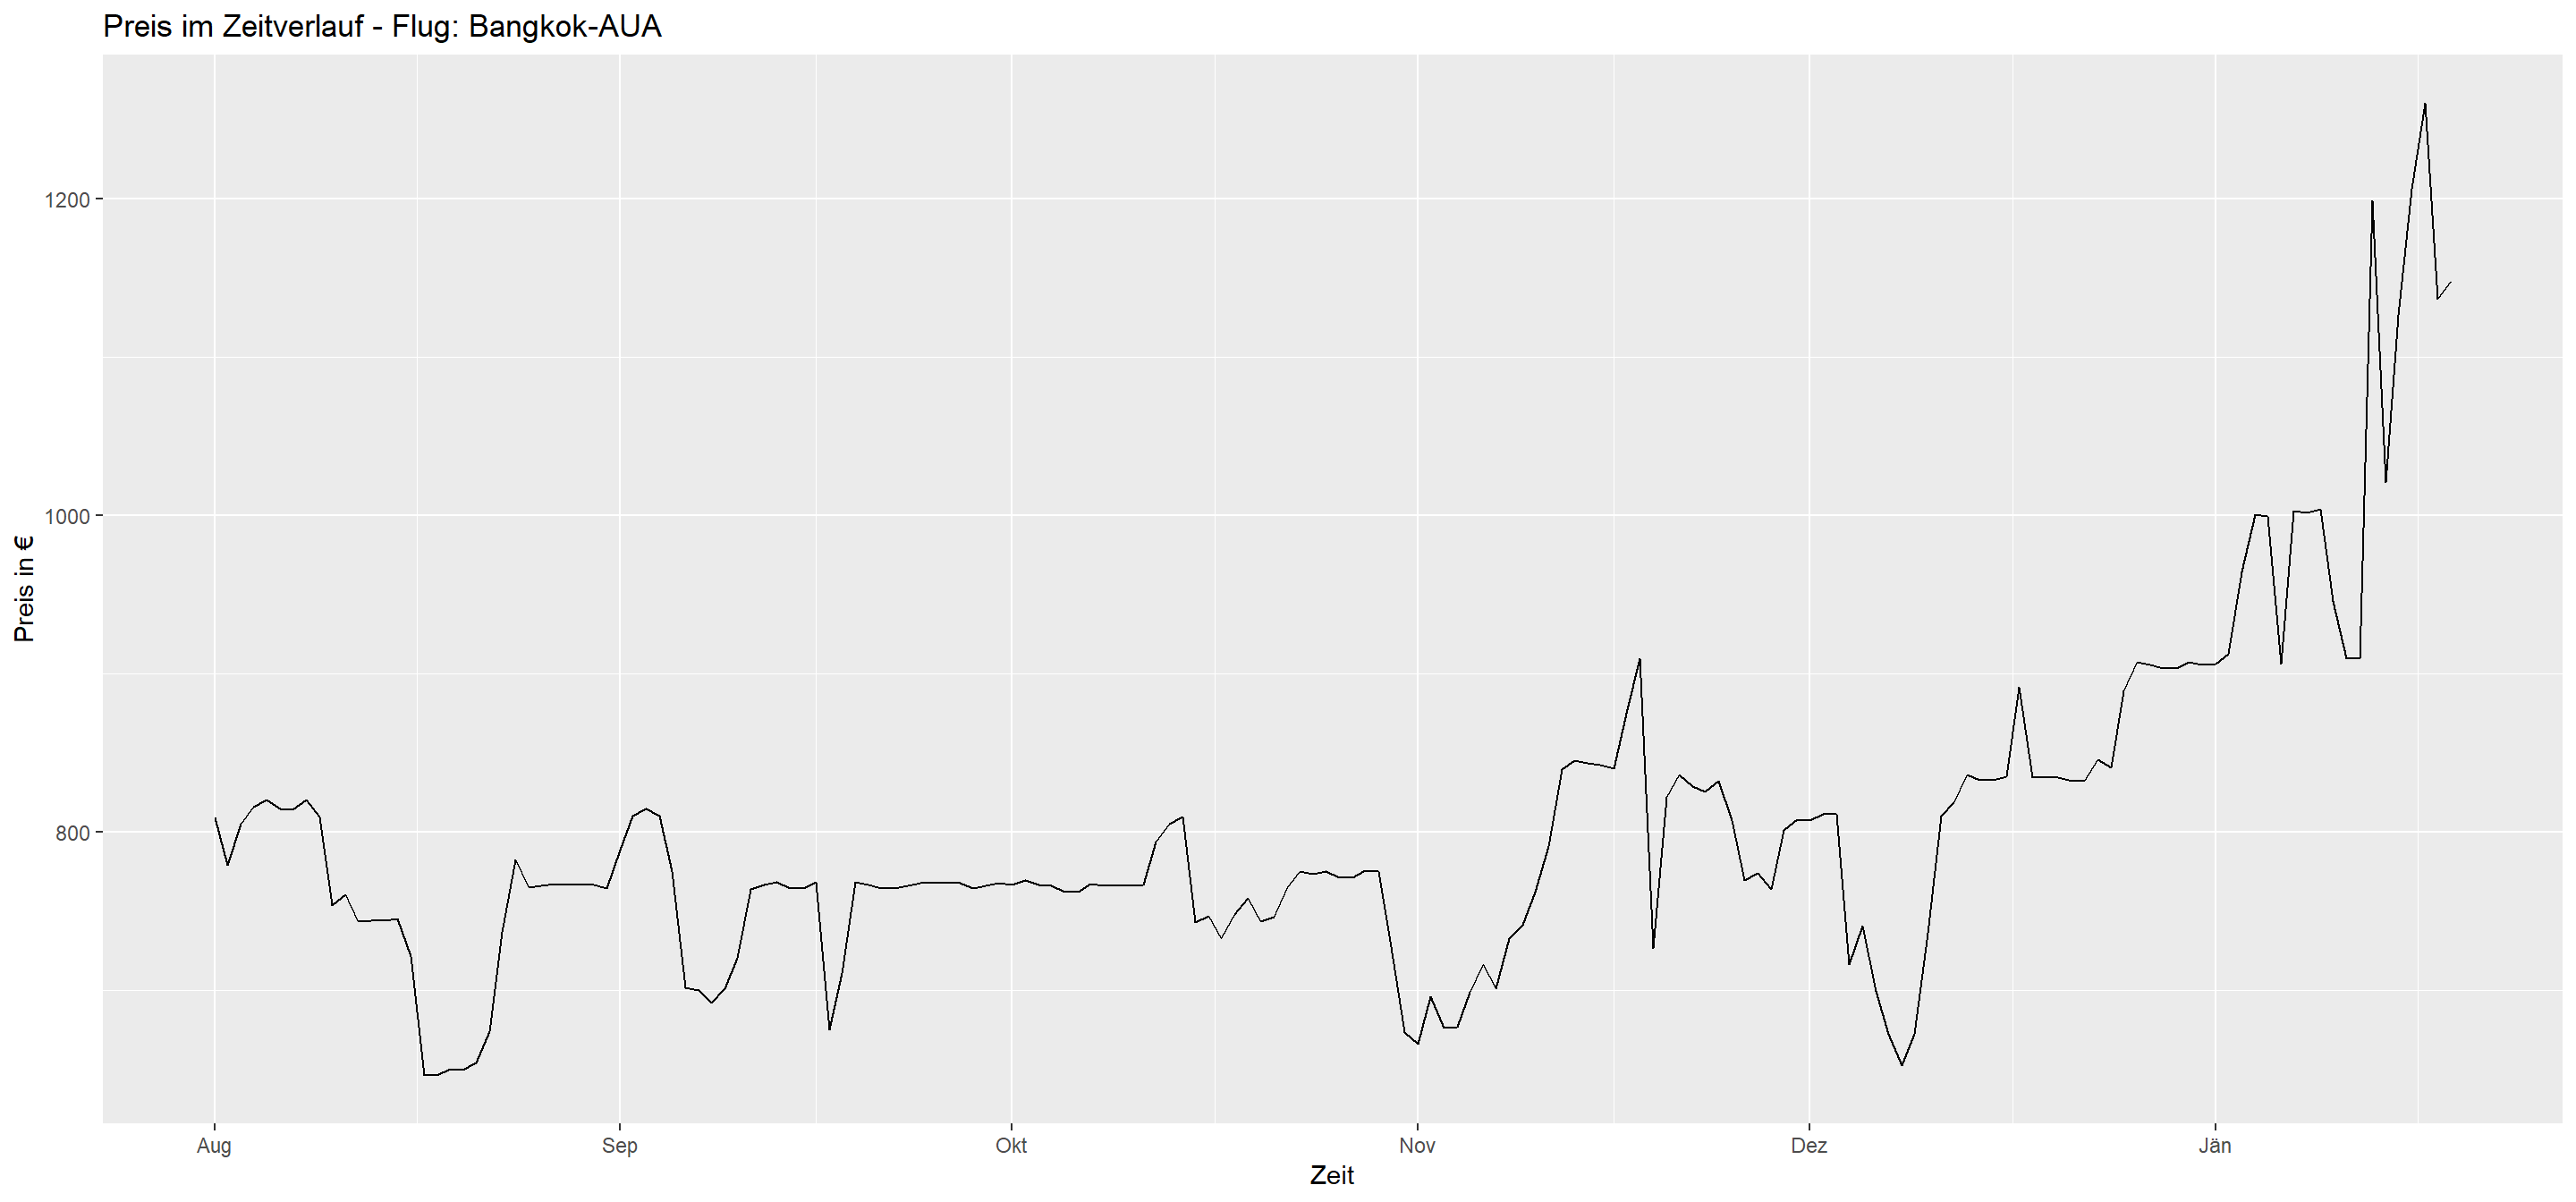 Preis im Zeitverlauf - Flug: Bangkok-AUA
Preis in €
1200
1000
800
Aug Sep Okt Nov Dez Jän
Zeit